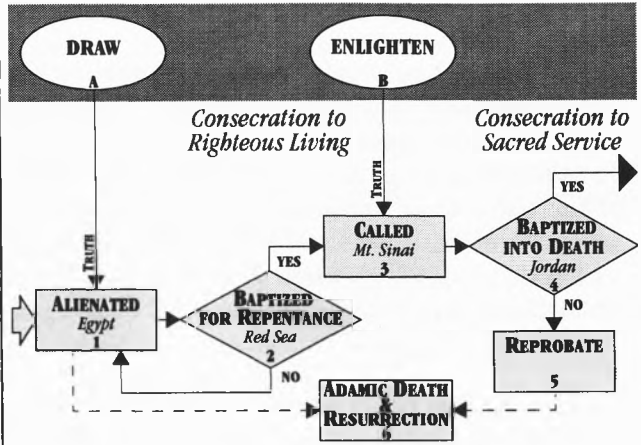 DRAW
A
ENLIGHTEN
B
Consecration to
Righteous Living
Consecration to
Sacred Service
TRUTH
TRUTH
YES
CALLED
Mt. Sinai
3
YES
BAPTIZED
INTO DEATH
Jordan
4
ALIENATED
Egypt
1
BAPTIZED
FOR REPENTANCE
Red Sea
2
NO
NO
REPROBATE
5
ADAMIC DEATH
&
RESURRECTION
6